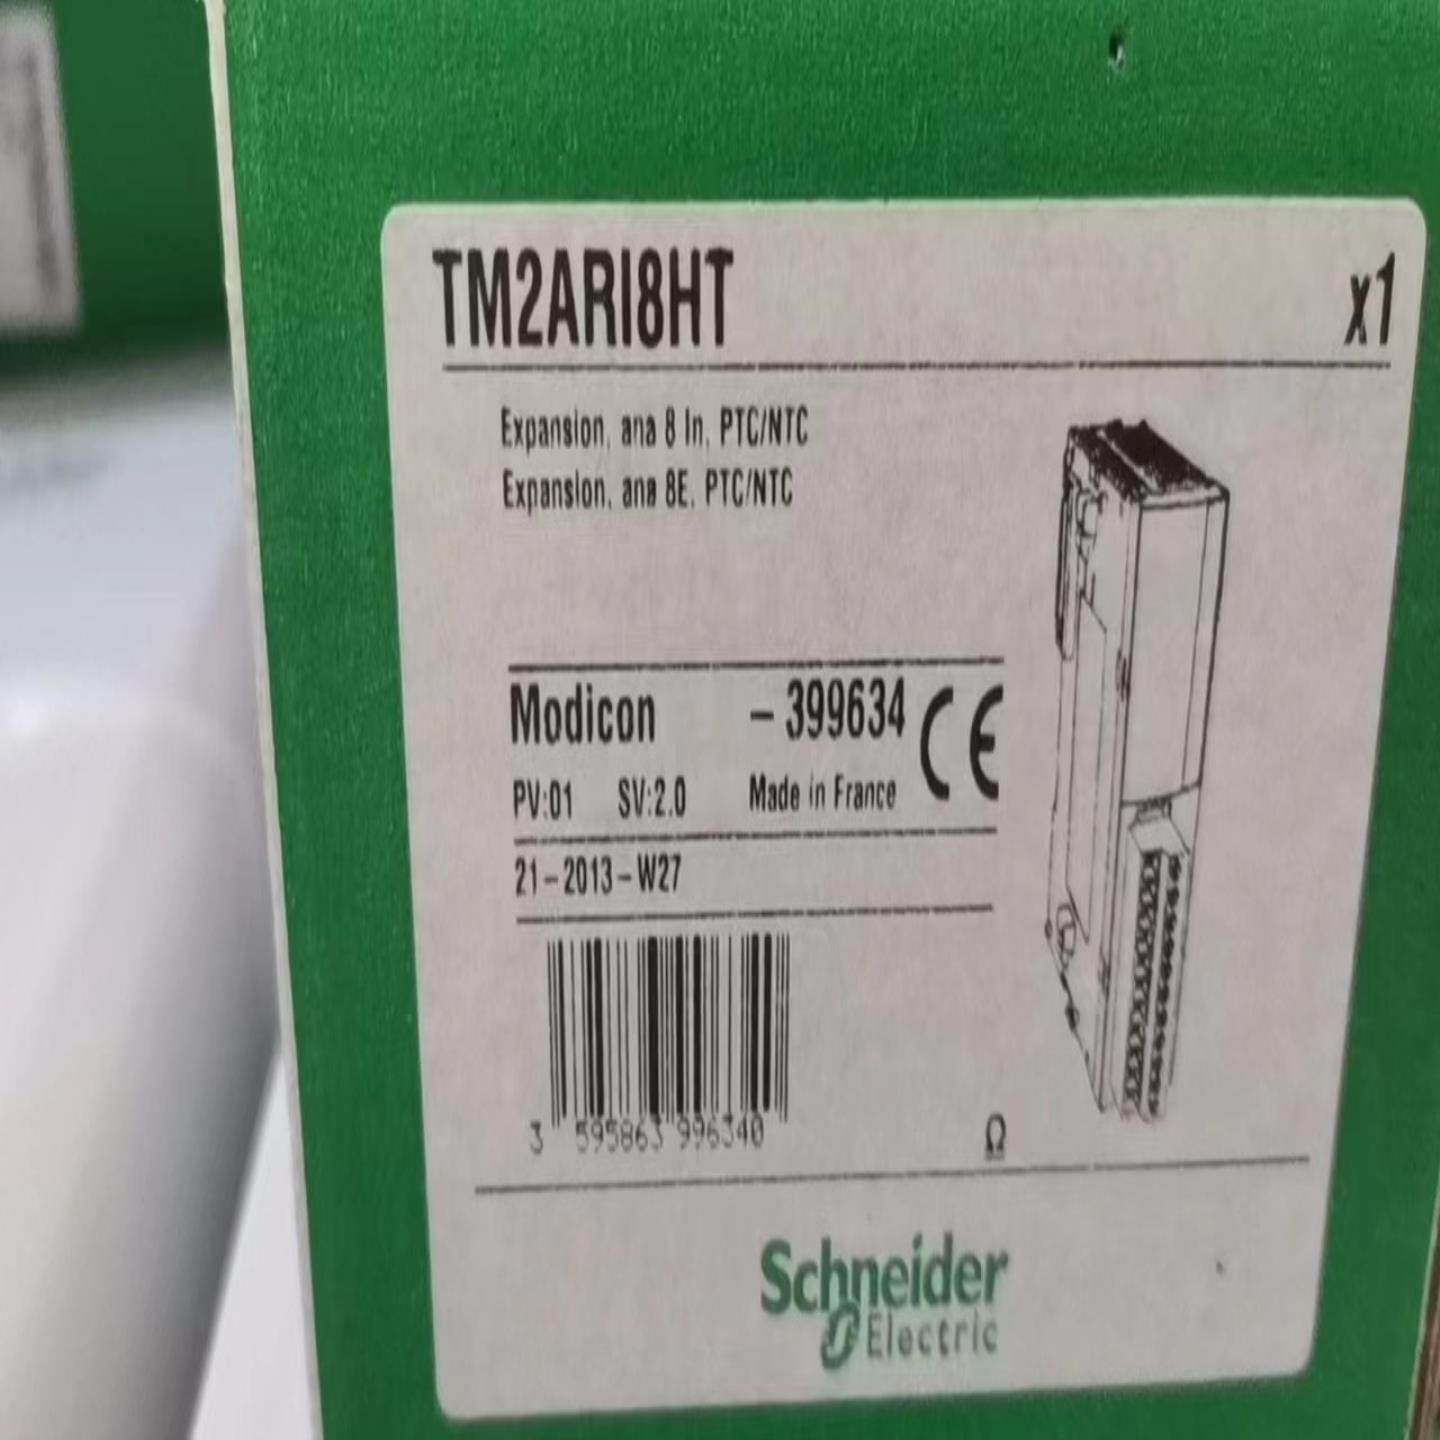 TM2ARI8HT x1
Expansion, ana 8 In, PTC/NTC
Expansion, ana 8E, PTC/NTC
Modicon - 399634 CE
PV:01 SV:2.0 Made in France
21-2013-W27
3 595863 996340
Ω
Schneider
Electric